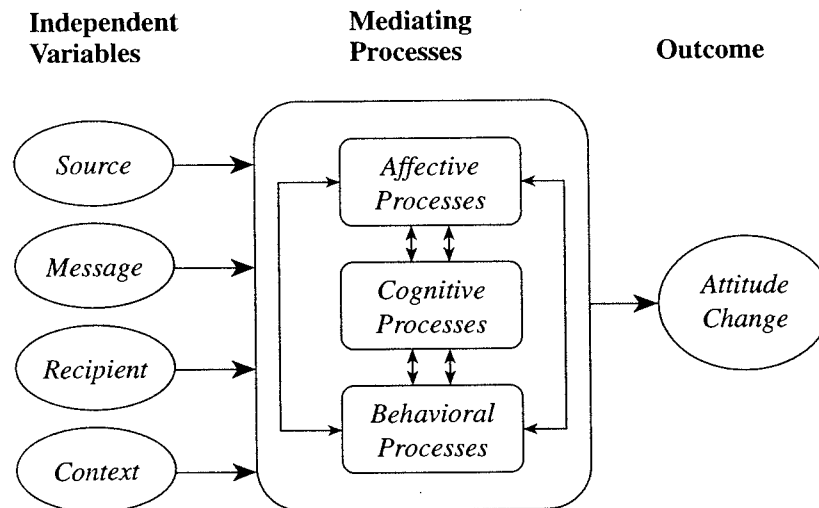 Independent
Variables
Mediating
Processes
Outcome
Source
Message
Recipient
Context
Affective
Processes
Cognitive
Processes
Behavioral
Processes
Attitude
Change